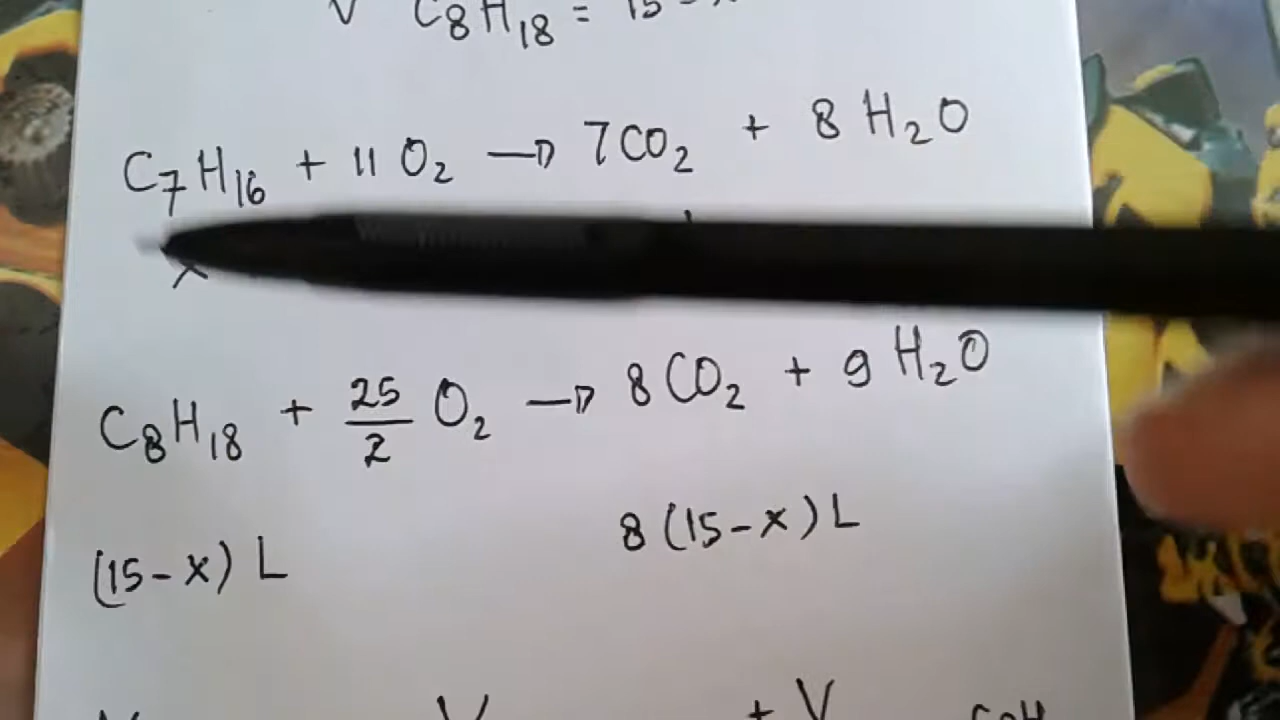 V C₈H₁₈ = 15 -
C₇H₁₆ + 11 O₂ → 7CO₂ + 8 H₂O
x
C₈H₁₈ + 25/2 O₂ → 8 CO₂ + 9 H₂O
(15 - x) L 8 (15 - x) L
V + V